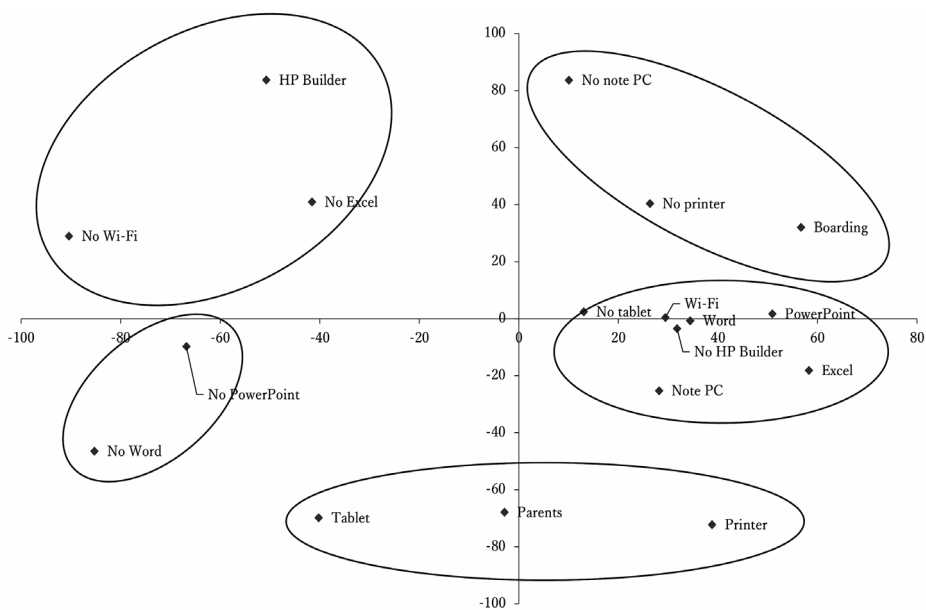 100
HP Builder
No note PC
80
60
No Excel
40
No printer
No Wi-Fi
Boarding
20
Wi-Fi
No tablet
Word
PowerPoint
-100
-80
-60
-40
-20
0
0
20
40
60
80
No HP Builder
No PowerPoint
-20
Excel
Note PC
-40
No Word
-60
Tablet
Parents
Printer
-80
-100